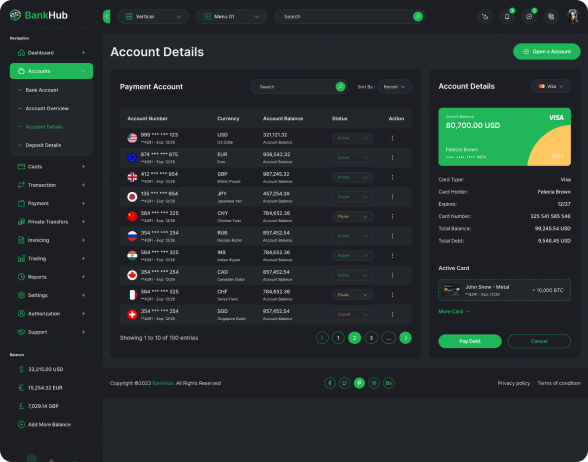 BankHub
Vertical
Menu 01
Search
3
Navigation
Dashboard +
Accounts −
Bank Account
Account Overview
Account Details
Deposit Details
Cards +
Transaction +
Payment +
Private Transfers +
Invoicing +
Trading +
Reports +
Settings +
Authorization +
Support +
Balance
$ 33,215.00 USD
€ 15,254.32 EUR
£ 7,029.14 GBP
Add More Balance
Account Details
Open a Account
Payment Account
Search
Sort By :
Recent
Account Number Currency Account Balance Status Action
999 *** *** 123 USD 321,131.32 Active
**4291 - Exp: 12/26 US Dollar Account Balance
874 *** *** 875 EUR 956,542.32 Active
**4291 - Exp: 12/26 Euro Account Balance
412 *** *** 954 GBP 967,245.32 Active
**4291 - Exp: 12/26 British Pound Account Balance
135 *** *** 654 JPY 457,254.36 Active
**4291 - Exp: 12/26 Japanese Yen Account Balance
564 *** *** 325 CNY 784,652.36 Pause
**4291 - Exp: 12/26 Chinese Yuan Account Balance
354 *** *** 254 RUB 857,452.54 Active
**4291 - Exp: 12/26 Russian Ruble Account Balance
564 *** *** 325 INR 784,652.36 Active
**4291 - Exp: 12/26 Indian Rupee Account Balance
354 *** *** 254 CAD 857,452.54 Active
**4291 - Exp: 12/26 Canadian Dollar Account Balance
564 *** *** 325 CHF 784,652.36 Pause
**4291 - Exp: 12/26 Swiss Franc Account Balance
354 *** *** 254 SGD 857,452.54 Cancel
**4291 - Exp: 12/26 Singapore Dollar Account Balance
Showing 1 to 10 of 100 entries
1 2 3 ...
Account Details
Visa
Current Balance
80,700.00 USD
VISA
Felecia Brown
12/27
Card Type: Visa
Card Holder: Felecia Brown
Expires: 12/27
Card Number: 325 541 565 546
Total Balance: 99,245.54 USD
Total Debt: 9,546.45 USD
Active Card
John Snow - Metal
**4291 - Exp: 12/26
+ 10,000 BTC
More Card →
Pay Debt
Cancel
Copyright ©2023 BankHub. All Rights Reserved
Privacy policy
Terms of condition